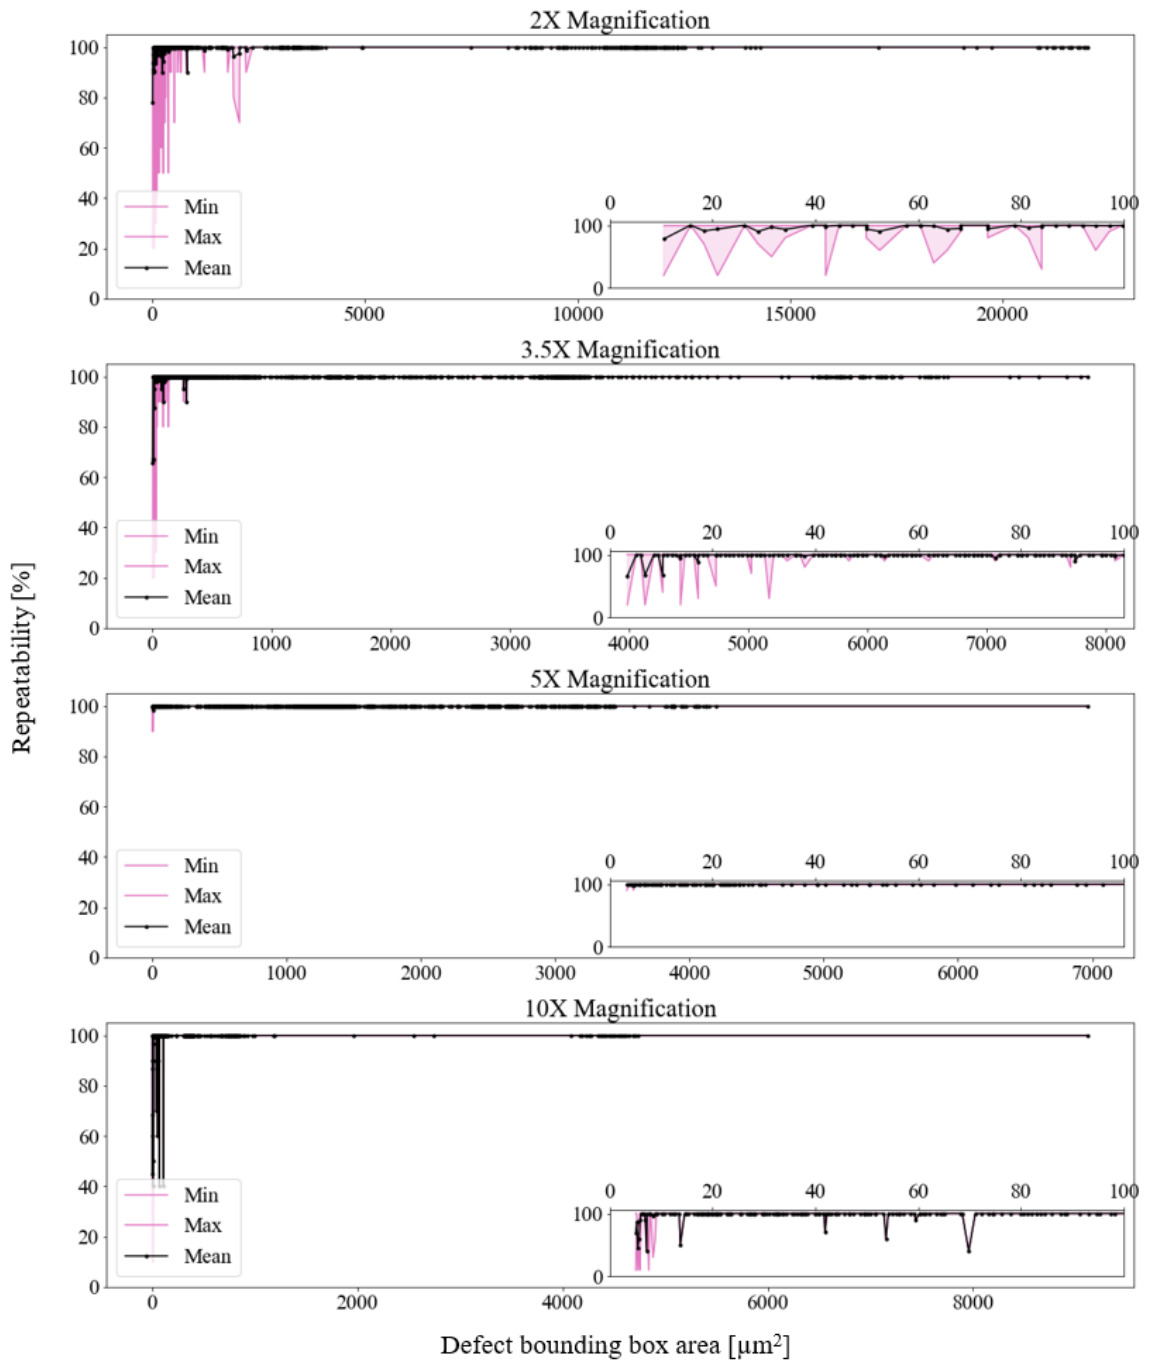 2X Magnification
100
80
60
40
20
0
Min
Max
Mean
0 20 40 60 80 100
100
0
0 5000 10000 15000 20000
3.5X Magnification
100
80
60
40
20
0
Min
Max
Mean
0 20 40 60 80 100
100
0
0 1000 2000 3000 4000 5000 6000 7000 8000
Repeatability [%]
5X Magnification
100
80
60
40
20
0
Min
Max
Mean
0 20 40 60 80 100
100
0
0 1000 2000 3000 4000 5000 6000 7000
10X Magnification
100
80
60
40
20
0
Min
Max
Mean
0 20 40 60 80 100
100
0
0 2000 4000 6000 8000
Defect bounding box area [µm²]